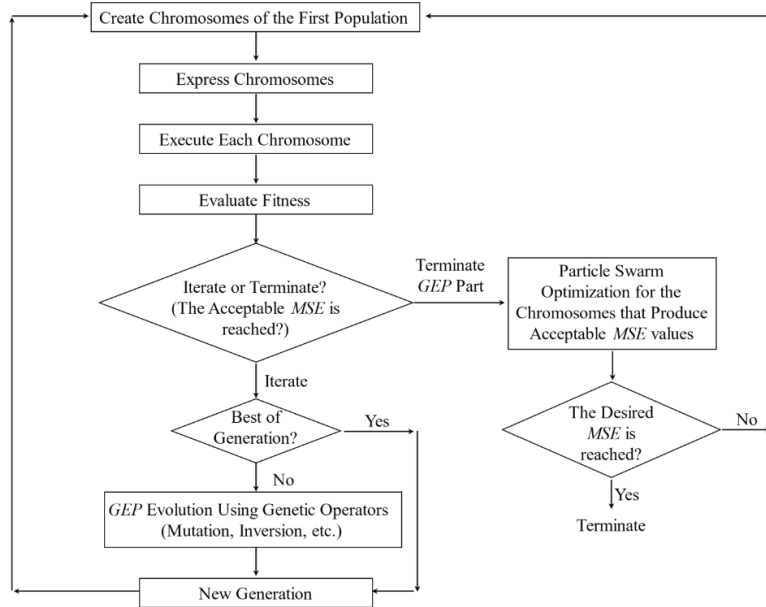 Create Chromosomes of the First Population
Express Chromosomes
Execute Each Chromosome
Evaluate Fitness
Iterate or Terminate?
(The Acceptable MSE is
reached?)
Terminate
GEP Part
Particle Swarm
Optimization for the
Chromosomes that Produce
Acceptable MSE values
Iterate
Best of
Generation?
Yes
No
The Desired
MSE is
reached?
No
Yes
Terminate
GEP Evolution Using Genetic Operators
(Mutation, Inversion, etc.)
New Generation